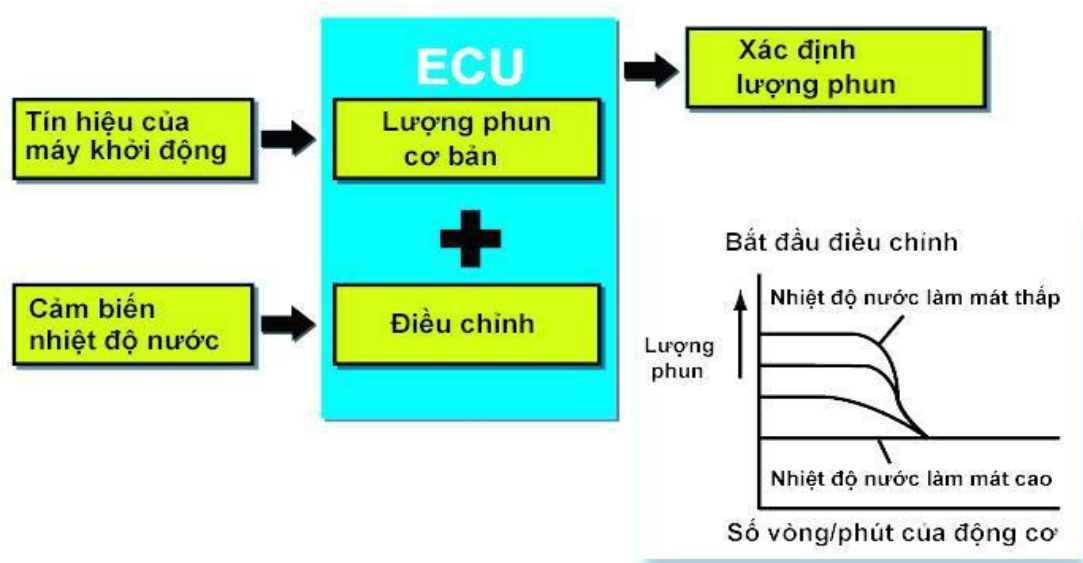 ECU
Xác định
lượng phun
Tín hiệu của
máy khởi động
Lượng phun
cơ bản
Cảm biến
nhiệt độ nước
Điều chỉnh
Bắt đầu điều chỉnh
Nhiệt độ nước làm mát thấp
Lượng
phun
Nhiệt độ nước làm mát cao
Số vòng/phút của động cơ